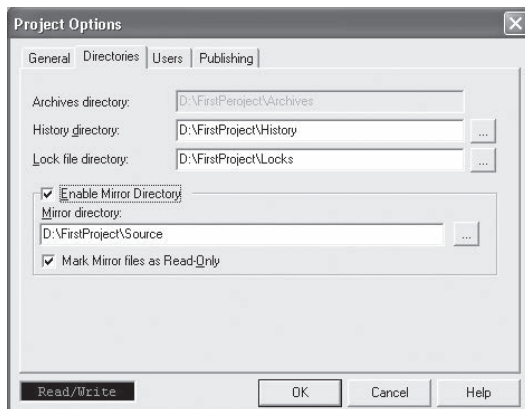 Project Options
General Directories Users Publishing
Archives directory: D:\FirstPeroject\Archives
History directory: D:\FirstProject\History ...
Lock file directory: D:\FirstProject\Locks ...
Enable Mirror Directory
Mirror directory:
D:\FirstProject\Source ...
Mark Mirror files as Read-Only
Read/Write OK Cancel Help